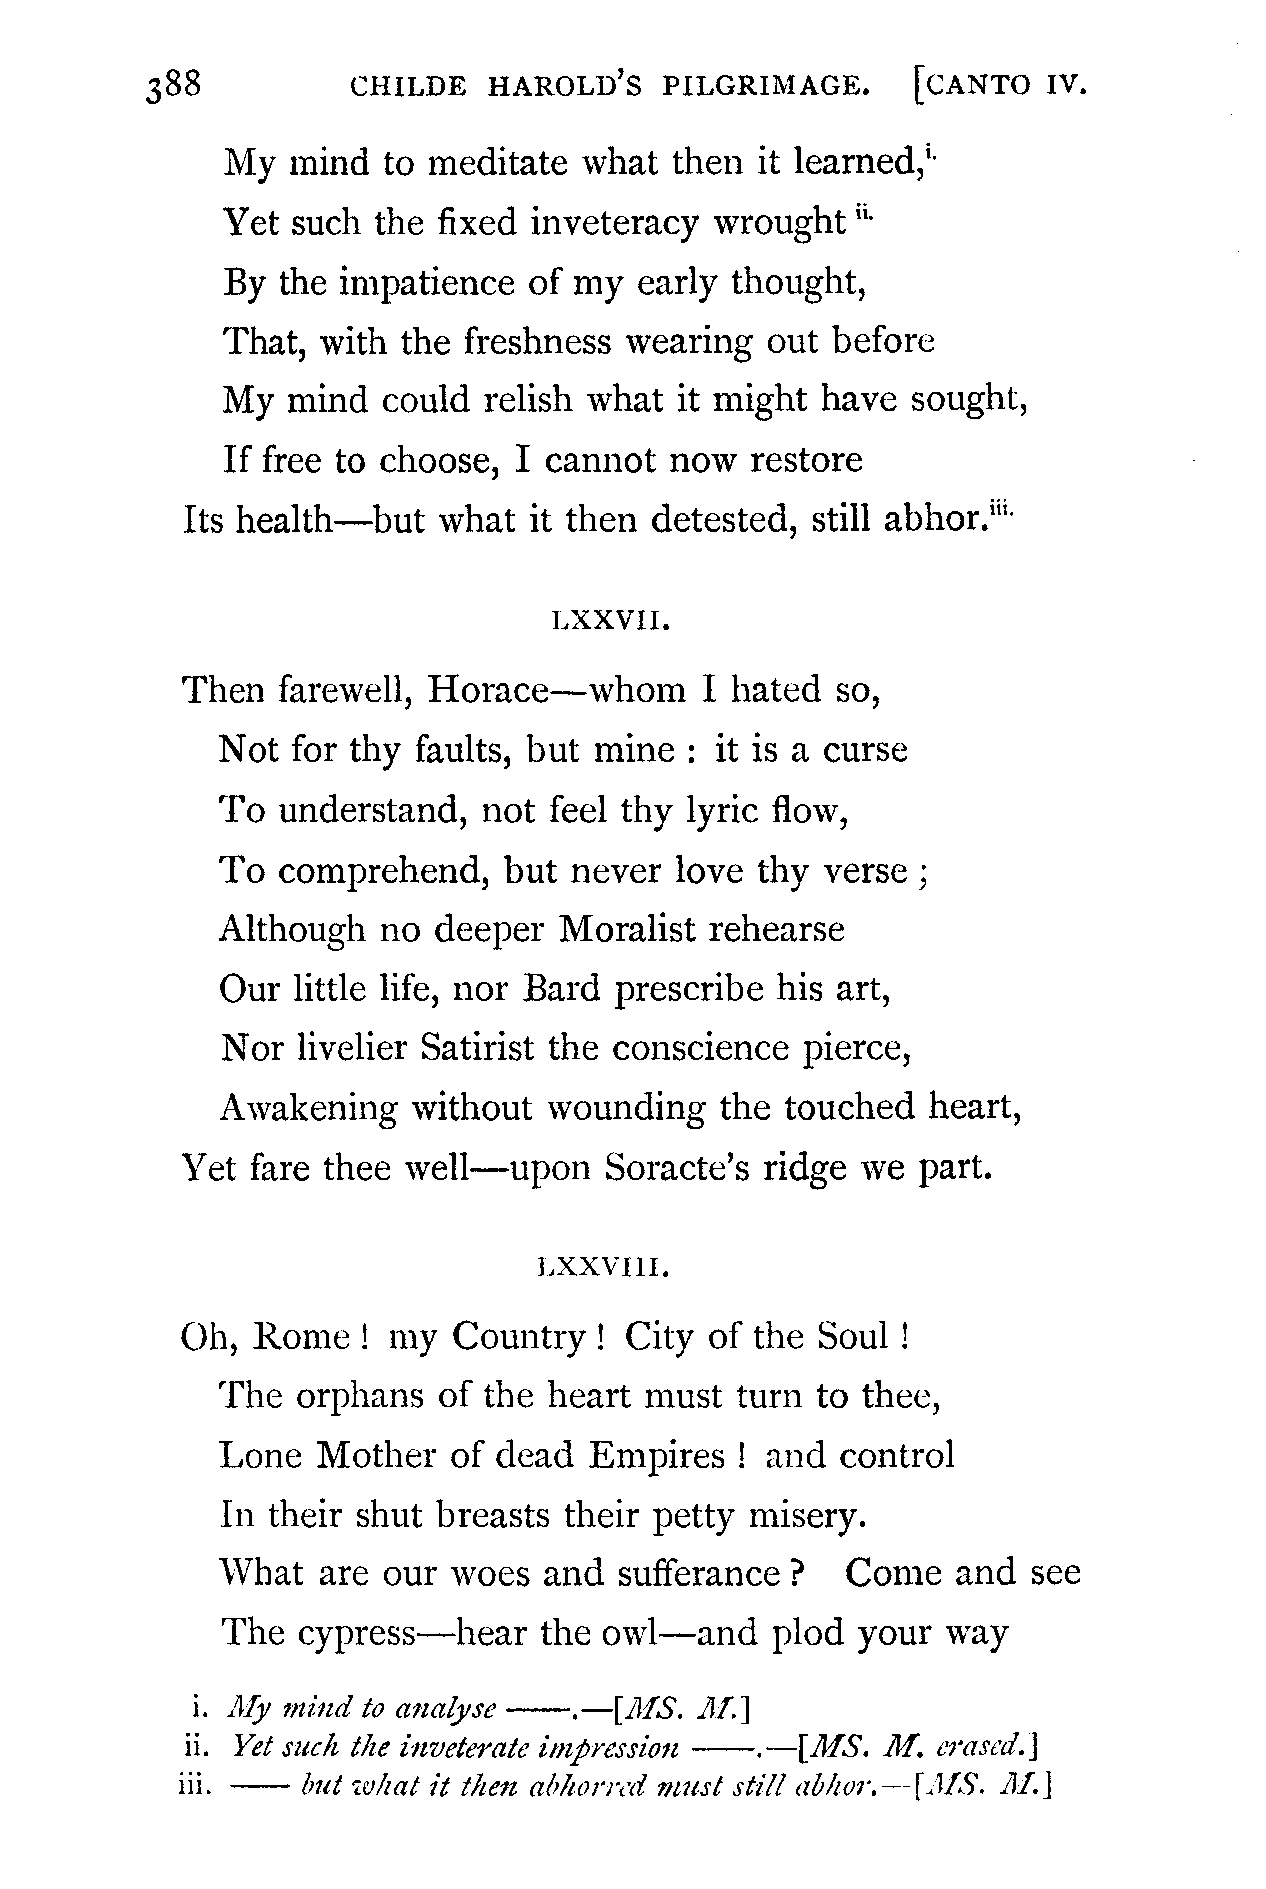 388 CHILDE HAROLD'S PILGRIMAGE. [CANTO IV.
My mind to meditate what then it learned,i.
Yet such the fixed inveteracy wrought ii.
By the impatience of my early thought,
That, with the freshness wearing out before
My mind could relish what it might have sought,
If free to choose, I cannot now restore
Its health—but what it then detested, still abhor.iii.
LXXVII.
Then farewell, Horace—whom I hated so,
Not for thy faults, but mine : it is a curse
To understand, not feel thy lyric flow,
To comprehend, but never love thy verse ;
Although no deeper Moralist rehearse
Our little life, nor Bard prescribe his art,
Nor livelier Satirist the conscience pierce,
Awakening without wounding the touched heart,
Yet fare thee well—upon Soracte's ridge we part.
LXXVIII.
Oh, Rome ! my Country ! City of the Soul !
The orphans of the heart must turn to thee,
Lone Mother of dead Empires ! and control
In their shut breasts their petty misery.
What are our woes and sufferance ? Come and see
The cypress—hear the owl—and plod your way
i. My mind to analyse ——.—[MS. M.]
ii. Yet such the inveterate impression ——.—[MS. M. erased.]
iii. —— but what it then abhorred must still abhor.—[MS. M.]